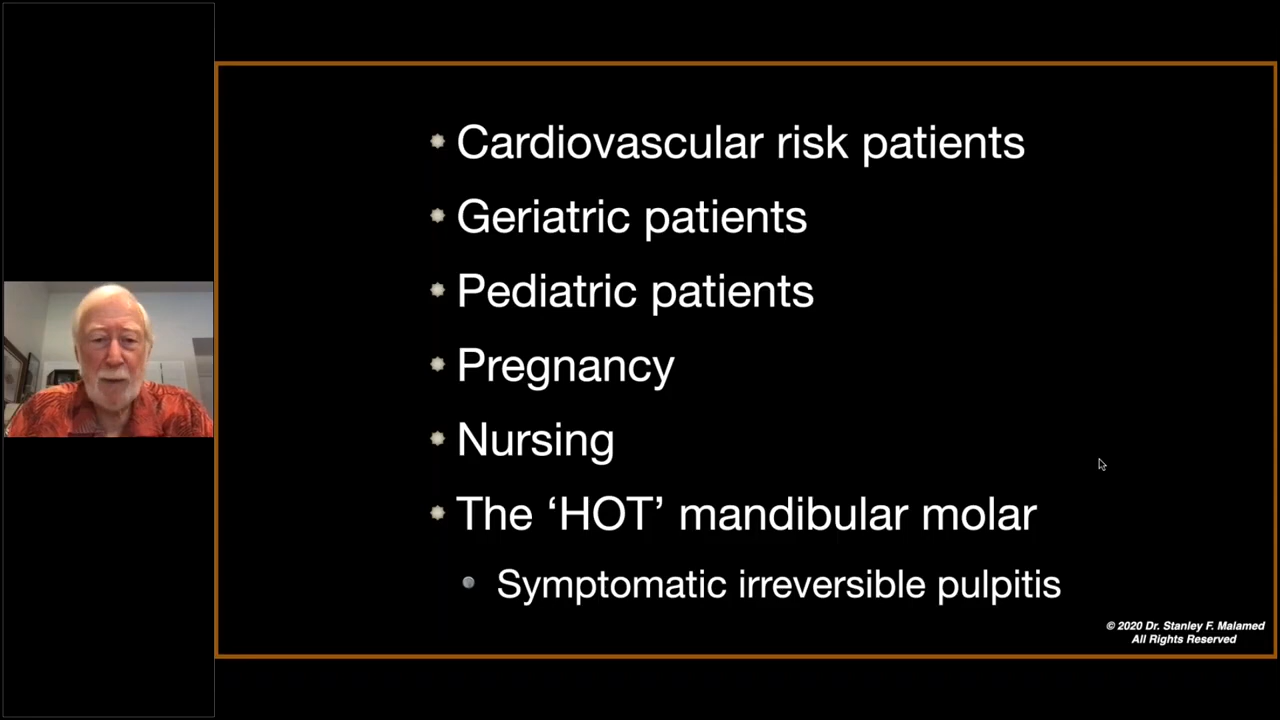 Cardiovascular risk patients
Geriatric patients
Pediatric patients
Pregnancy
Nursing
The ‘HOT’ mandibular molar
Symptomatic irreversible pulpitis
© 2020 Dr. Stanley F. Malamed
All Rights Reserved